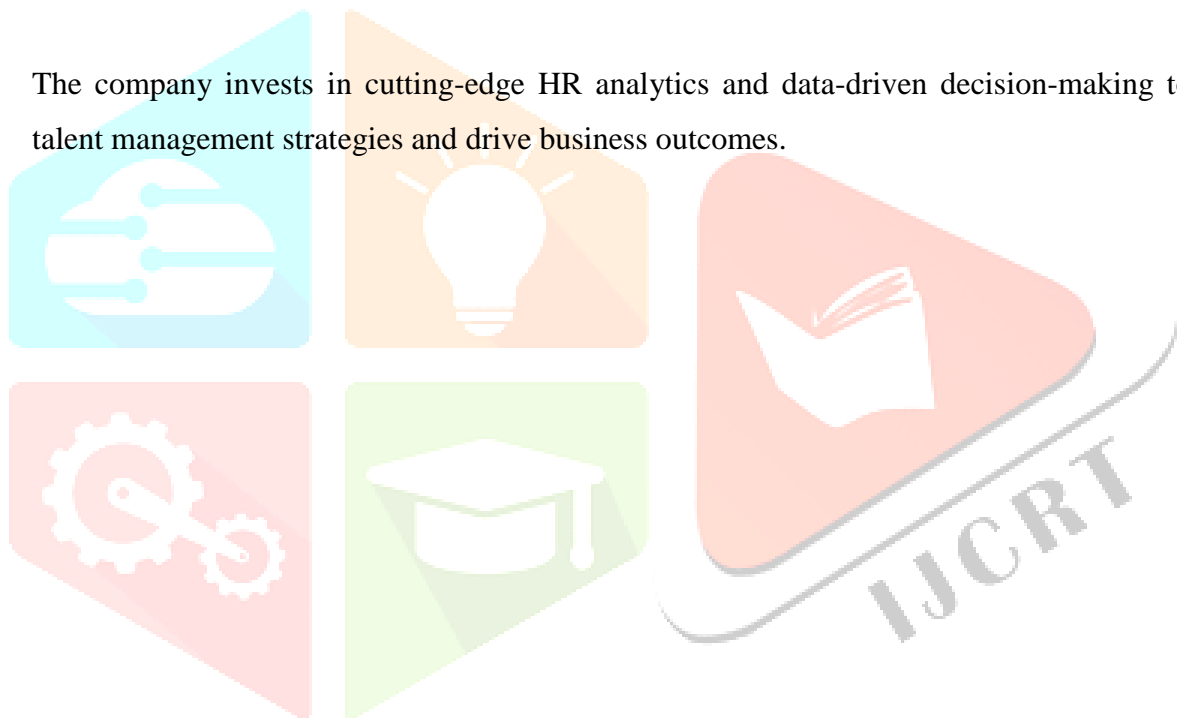 The company invests in cutting-edge HR analytics and data-driven decision-making
talent management strategies and drive business outcomes.
IJCRT